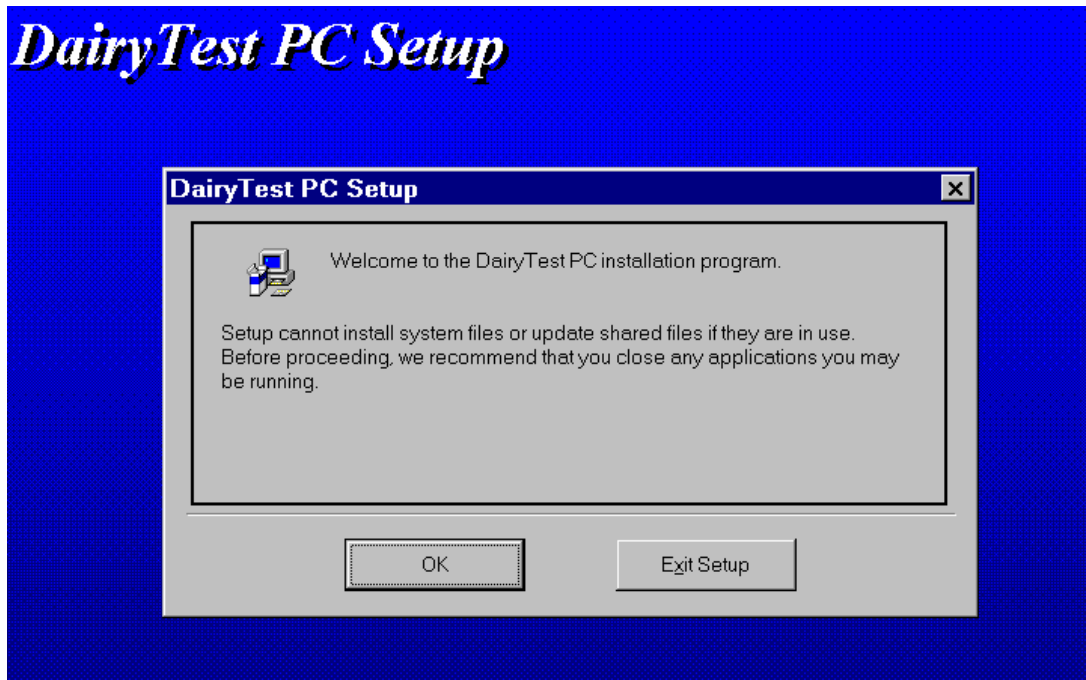 DairyTest PC Setup
DairyTest PC Setup
Welcome to the DairyTest PC installation program.
Setup cannot install system files or update shared files if they are in use.
Before proceeding, we recommend that you close any applications you may
be running.
OK
Exit Setup